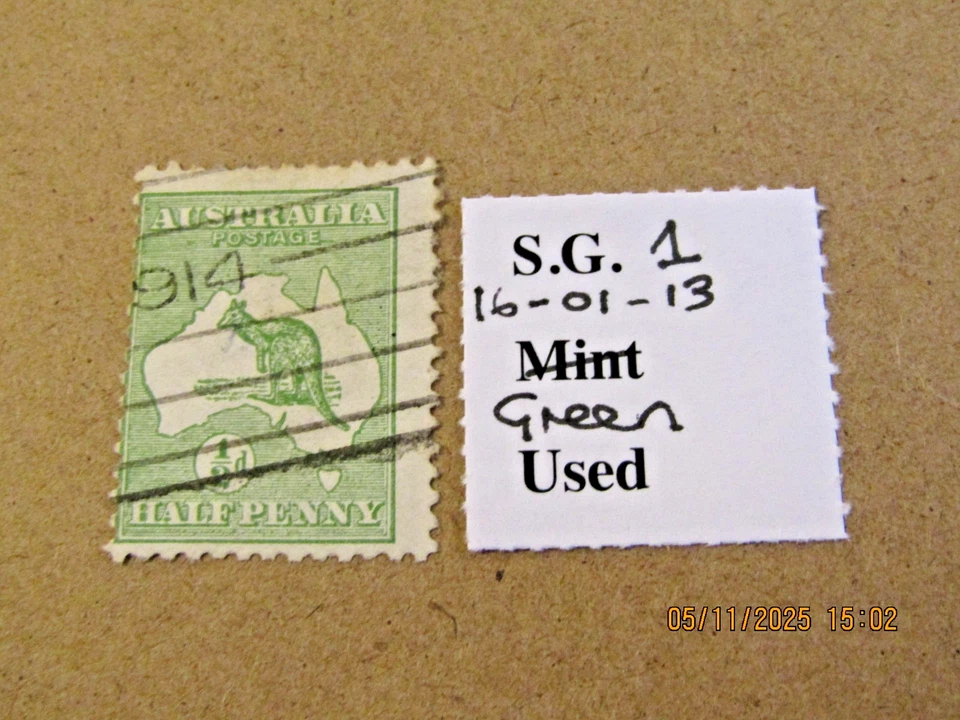 AUSTRALIA
POSTAGE
914
1/2d
HALFPENNY
S.G. 1
16-01-13
Mint
Green
Used
05/11/2025 15:02